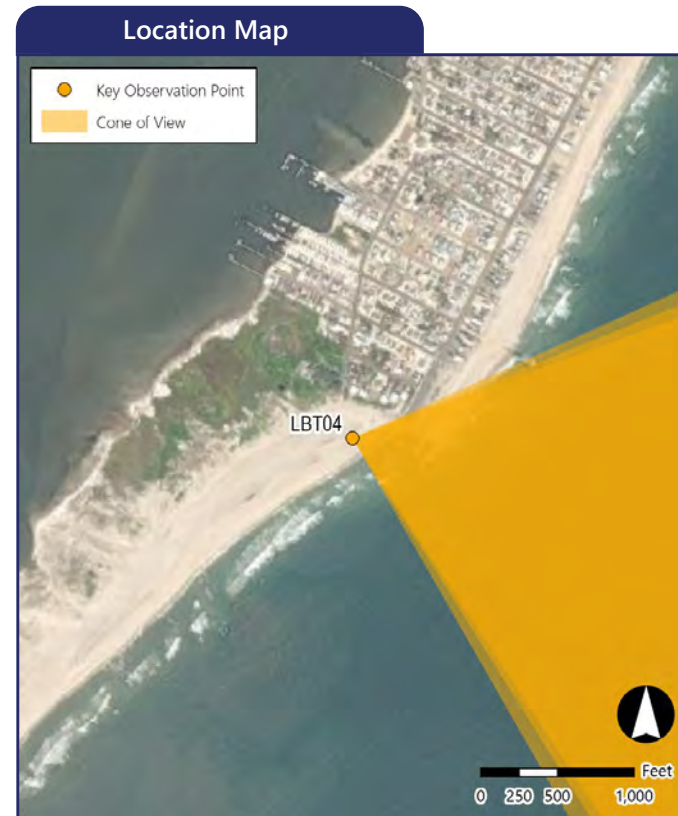 Location Map
Key Observation Point
Cone of View
LBT04
Feet
0 250 500 1,000